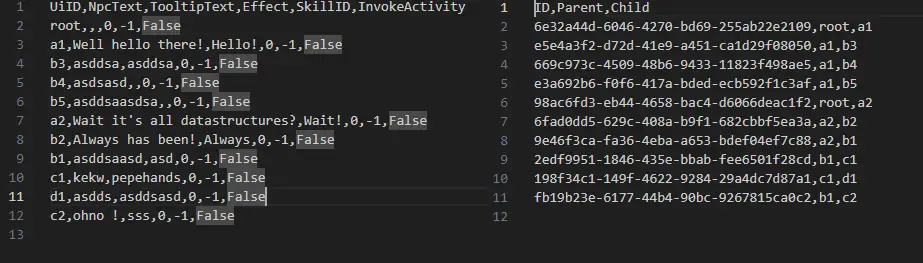 1 UiID,NpcText,TooltipText,Effect,SkillID,InvokeActivity
2 root,,,0,-1,False
3 a1,Well hello there!,Hello!,0,-1,False
4 b3,asddsa,asddsa,0,-1,False
5 b4,asdsasd,,0,-1,False
6 b5,asddsaasdsa,,0,-1,False
7 a2,Wait it's all datastructures?,Wait!,0,-1,False
8 b2,Always has been!,Always,0,-1,False
9 b1,asddsaasd,asd,0,-1,False
10 c1,kekw,pepehands,0,-1,False
11 d1,asdds,asddsasd,0,-1,False
12 c2,ohno !,sss,0,-1,False
13
1 ID,Parent,Child
2 6e32a44d-6046-4270-bd69-255ab22e2109,root,a1
3 e5e4a3f2-d72d-41e9-a451-ca1d29f08050,a1,b3
4 669c973c-4509-48b6-9433-11823f498ae5,a1,b4
5 e3a692b6-f0f6-417a-bded-ecb592f1c3af,a1,b5
6 98ac6fd3-eb44-4658-bac4-d6066deac1f2,root,a2
7 6fad0dd5-629c-408a-b9f1-682cbbf5ea3a,a2,b2
8 9e46f3ca-fa36-4eba-a653-bdef04ef7c88,a2,b1
9 2edf9951-1846-435e-bbab-fee6501f28cd,b1,c1
10 198f34c1-149f-4622-9284-29a4dc7d87a1,c1,d1
11 fb19b23e-6177-44b4-90bc-9267815ca0c2,b1,c2
12